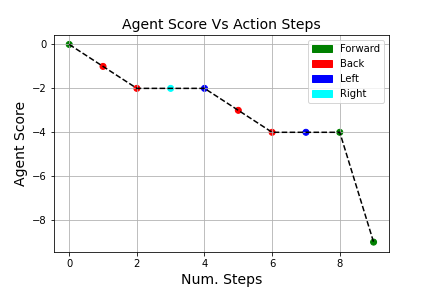 Agent Score Vs Action Steps
0
−2
−4
−6
−8
Agent Score
Forward
Back
Left
Right
0 2 4 6 8
Num. Steps